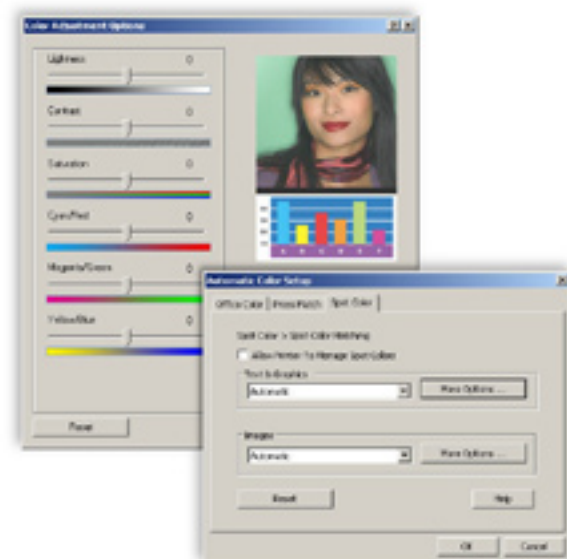 Color Adjustment Options
Lightness 0
Contrast 0
Saturation 0
Cyan/Red 0
Magenta/Green 0
Yellow/Blue 0
Reset
Automatic Color Setup
Office Color Press Match Spot Color
Spot Color > Spot Color Matching
Allow Printer To Manage Spot Colors
Text & Graphics
Automatic More Options ...
Images
Automatic More Options ...
Reset Help
OK Cancel